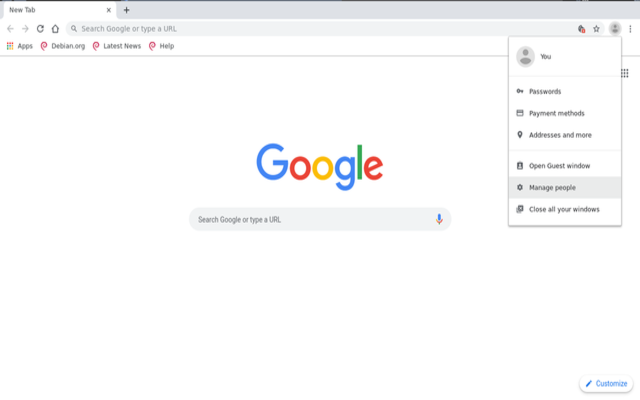 New Tab
Search Google or type a URL
Apps Debian.org Latest News Help
You
Passwords
Payment methods
Addresses and more
Open Guest window
Manage people
Close all your windows
Google
Search Google or type a URL
Customize